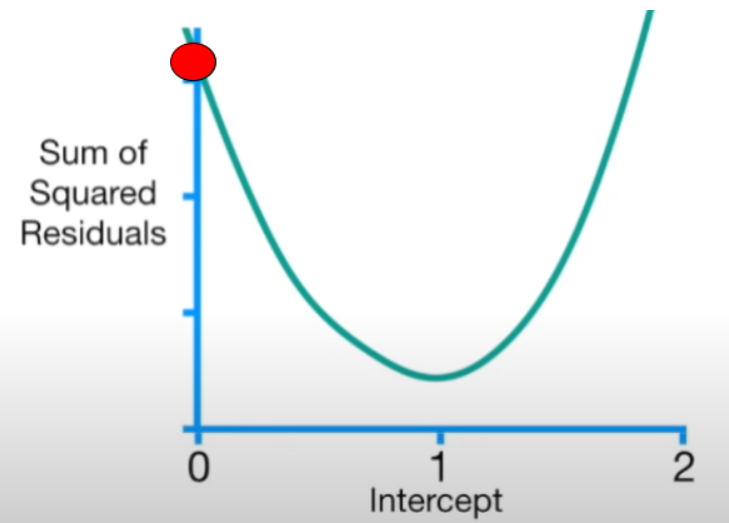 Sum of
Squared
Residuals
0
1
2
Intercept